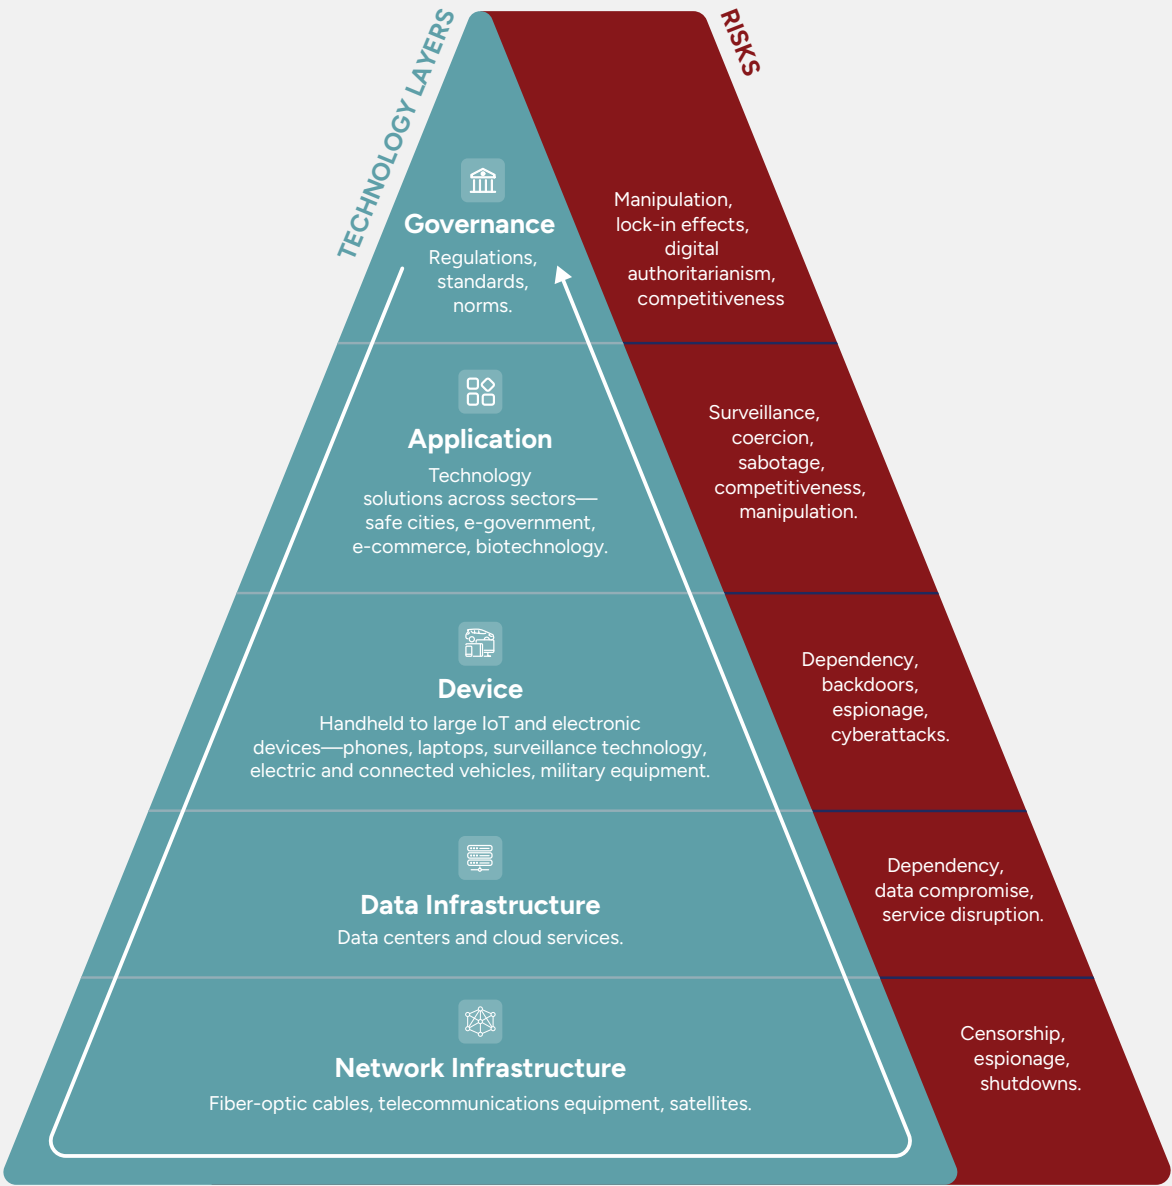 TECHNOLOGY LAYERS
RISKS
Governance
Regulations,
standards,
norms.
Manipulation,
lock-in effects,
digital
authoritarianism,
competitiveness
Application
Technology
solutions across sectors—
safe cities, e-government,
e-commerce, biotechnology.
Surveillance,
coercion,
sabotage,
competitiveness,
manipulation.
Device
Handheld to large IoT and electronic
devices—phones, laptops, surveillance technology,
electric and connected vehicles, military equipment.
Dependency,
backdoors,
espionage,
cyberattacks.
Data Infrastructure
Data centers and cloud services.
Dependency,
data compromise,
service disruption.
Network Infrastructure
Fiber-optic cables, telecommunications equipment, satellites.
Censorship,
espionage,
shutdowns.